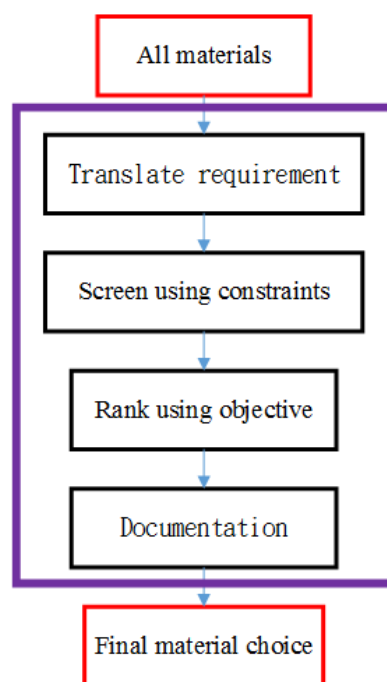 All materials
Translate requirement
Screen using constraints
Rank using objective
Documentation
Final material choice